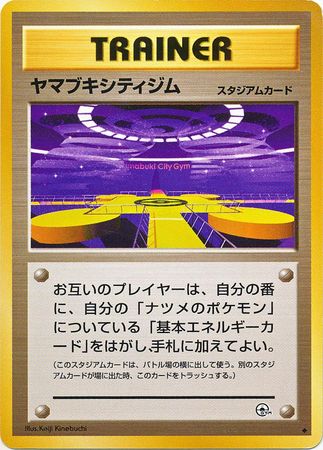 TRAINER
ヤマブキシティジム
スタジアムカード
Yamabuki City Gym
お互いのプレイヤーは、自分の番
に、自分の「ナツメのポケモン」
についている「基本エネルギーカ
ード」をはがし手札に加えてよい。
(このスタジアムカードは、バトル場の横に出して使う。別のスタ
ジアムカードが場に出た時、このカードをトラッシュする。)
Illus. Keiji Kinebuchi